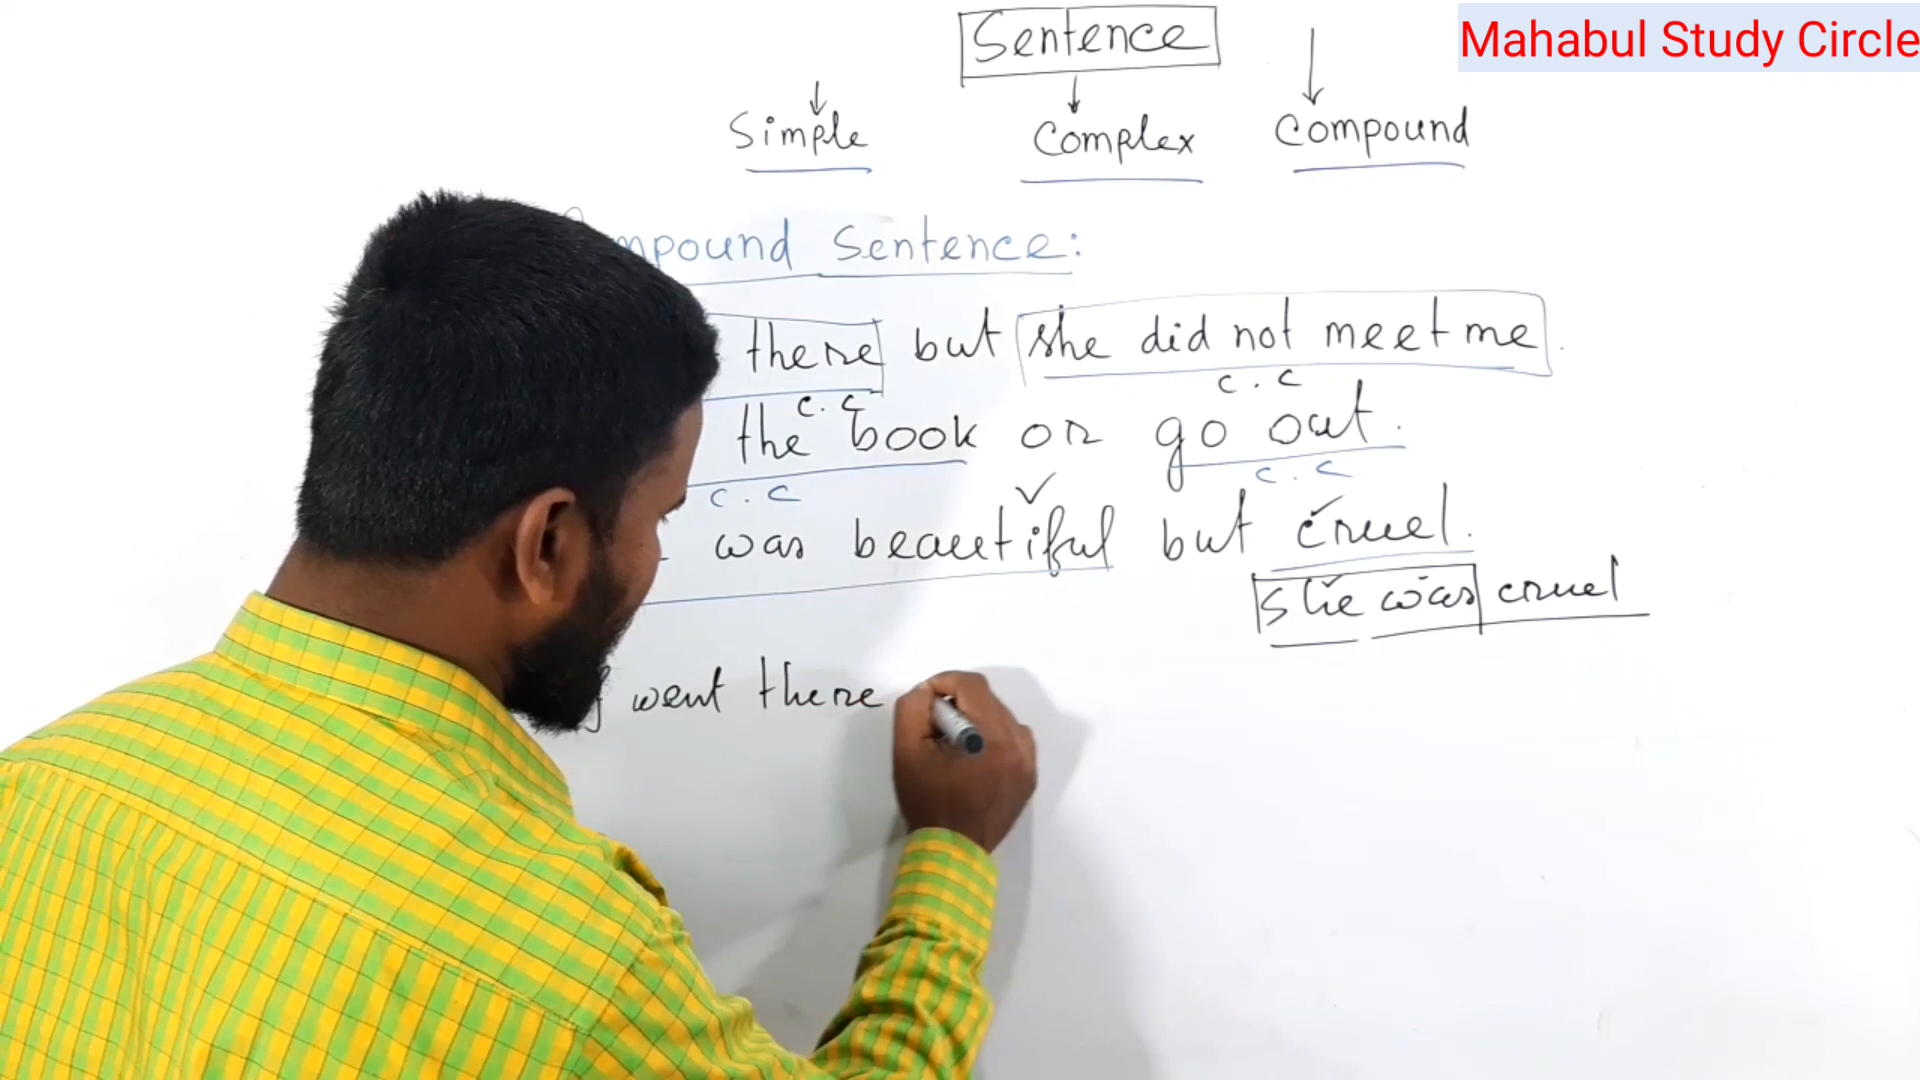 Sentence
Mahabul Study Circle
Simple Complex Compound
mpound Sentence:
there but she did not meet me.
c.c c.c
the book or go out.
c.c c.c
was beautiful but cruel.
she was cruel
went there